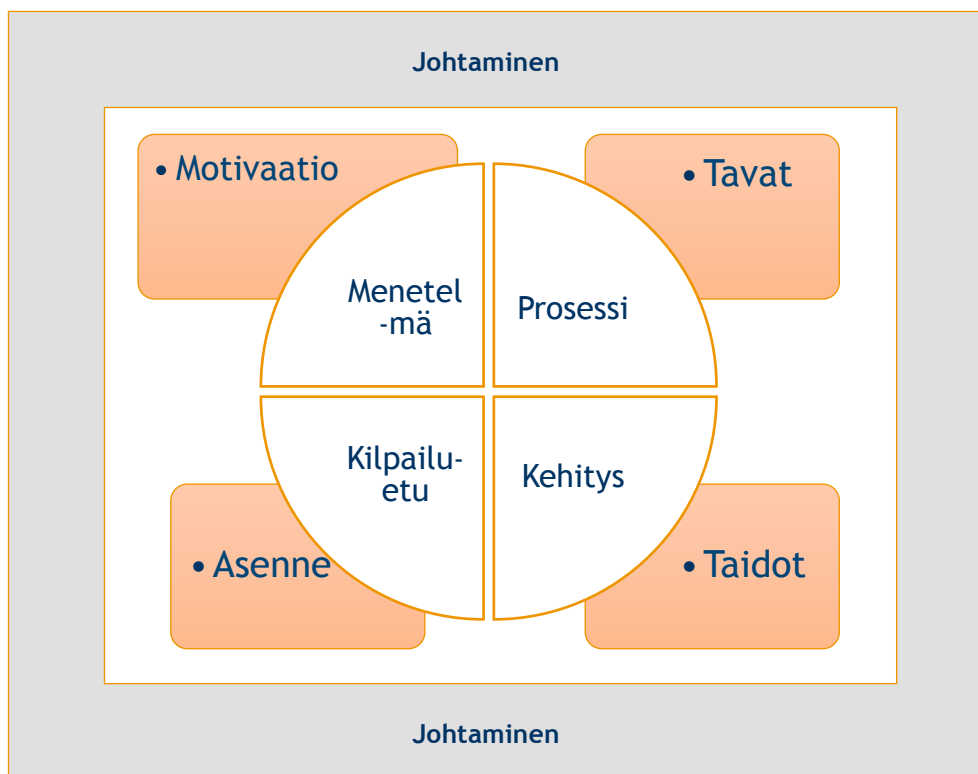 Johtaminen
• Motivaatio
• Tavat
Menetel
-mä
Prosessi
Kilpailu-
etu
Kehitys
• Asenne
• Taidot
Johtaminen